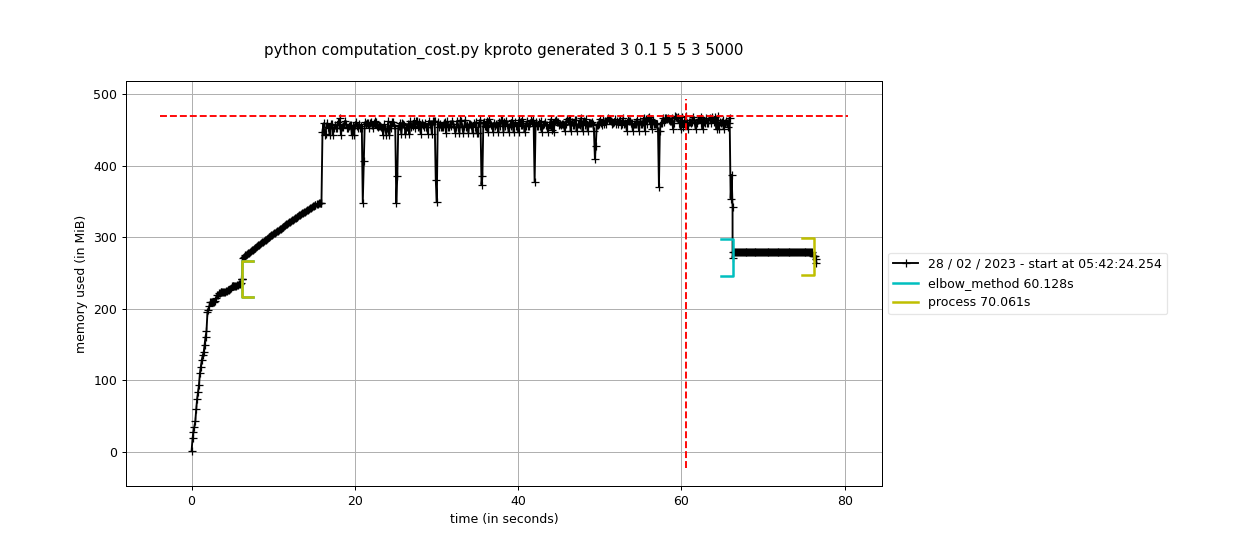 python computation_cost.py kproto generated 3 0.1 5 5 3 5000
500
400
300
200
100
0
memory used (in MiB)
0 20 40 60 80
time (in seconds)
28 / 02 / 2023 - start at 05:42:24.254
elbow_method 60.128s
process 70.061s